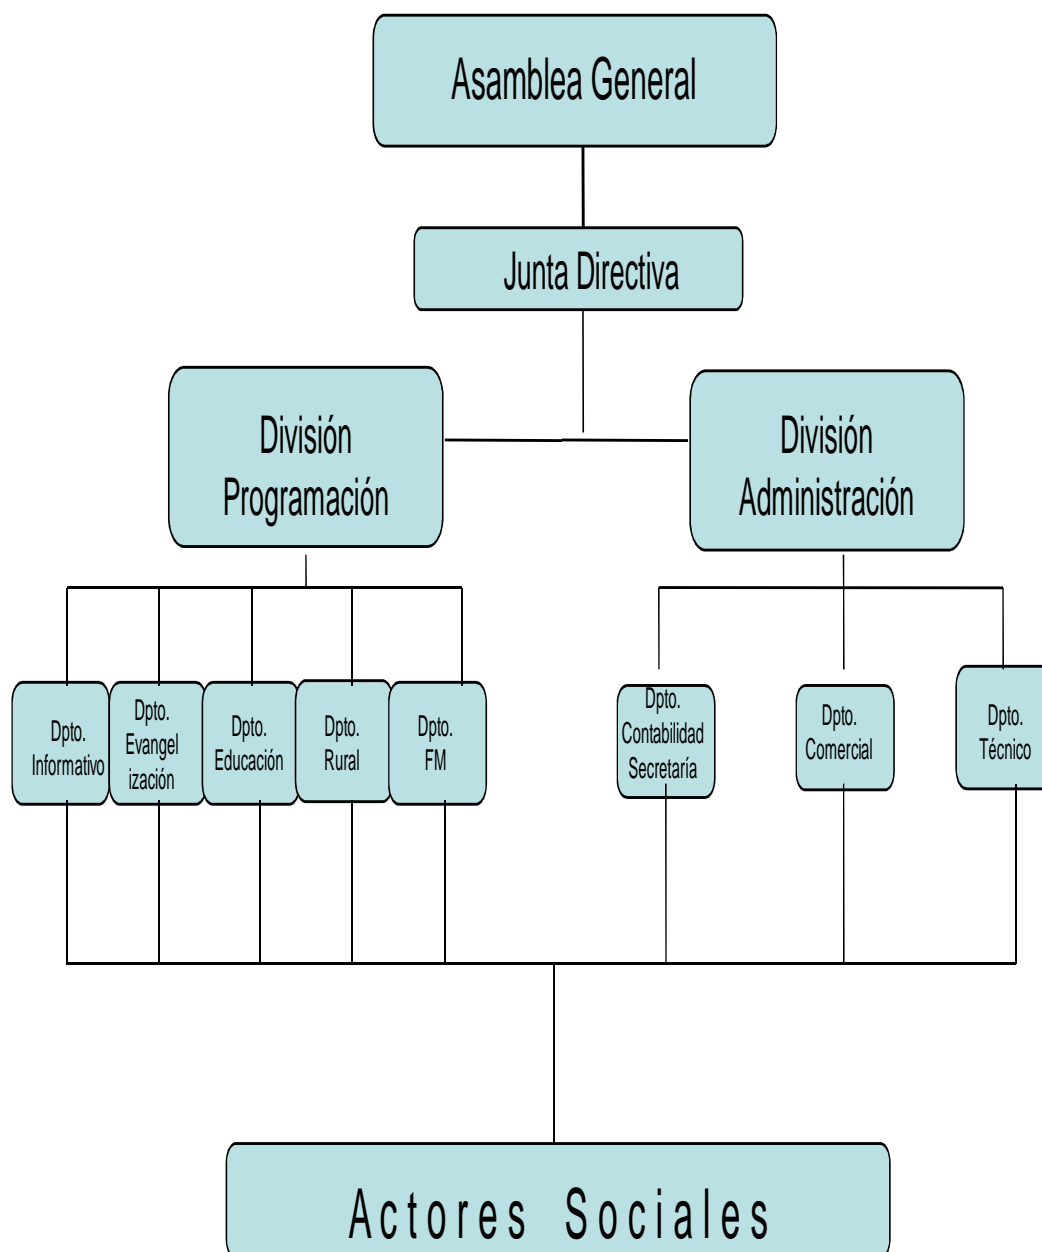 Asamblea General
Junta Directiva
División
Programación
División
Administración
Dpto.
Informativo
Dpto.
Evangel
ización
Dpto.
Educación
Dpto.
Rural
Dpto.
FM
Dpto.
Contabilidad
Secretaría
Dpto.
Comercial
Dpto.
Técnico
Actores Sociales